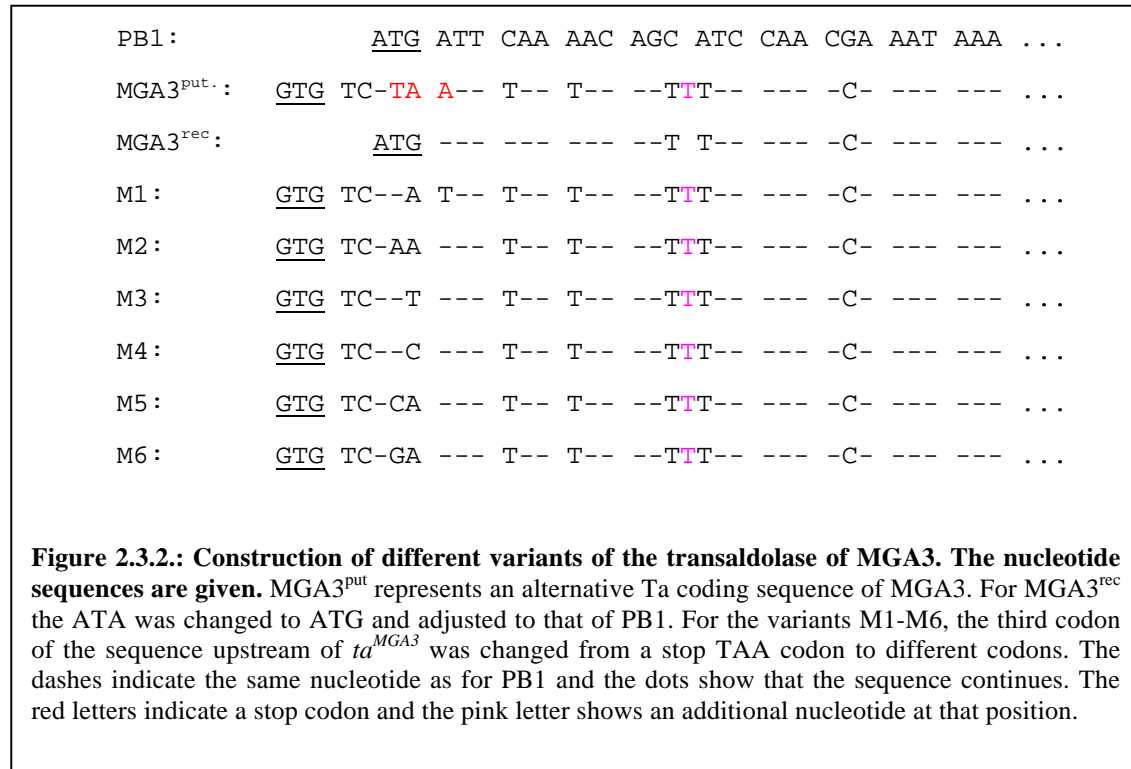 PB1: ATG ATT CAA AAC AGC ATC CAA CGA AAT AAA ...
MGA3put.: GTG TC-TA A-- T-- T-- --TTT-- --- -C- --- --- ...
MGA3rec: ATG --- --- --- --T T-- --- -C- --- --- ...
M1: GTG TC--A T-- T-- T-- --TTT-- --- -C- --- --- ...
M2: GTG TC-AA --- T-- T-- --TTT-- --- -C- --- --- ...
M3: GTG TC--T --- T-- T-- --TTT-- --- -C- --- --- ...
M4: GTG TC--C --- T-- T-- --TTT-- --- -C- --- --- ...
M5: GTG TC-CA --- T-- T-- --TTT-- --- -C- --- --- ...
M6: GTG TC-GA --- T-- T-- --TTT-- --- -C- --- --- ...
Figure 2.3.2.: Construction of different variants of the transaldolase of MGA3. The nucleotide
sequences are given. MGA3put represents an alternative Ta coding sequence of MGA3. For MGA3rec
the ATA was changed to ATG and adjusted to that of PB1. For the variants M1-M6, the third codon
of the sequence upstream of taMGA3 was changed from a stop TAA codon to different codons. The
dashes indicate the same nucleotide as for PB1 and the dots show that the sequence continues. The
red letters indicate a stop codon and the pink letter shows an additional nucleotide at that position.